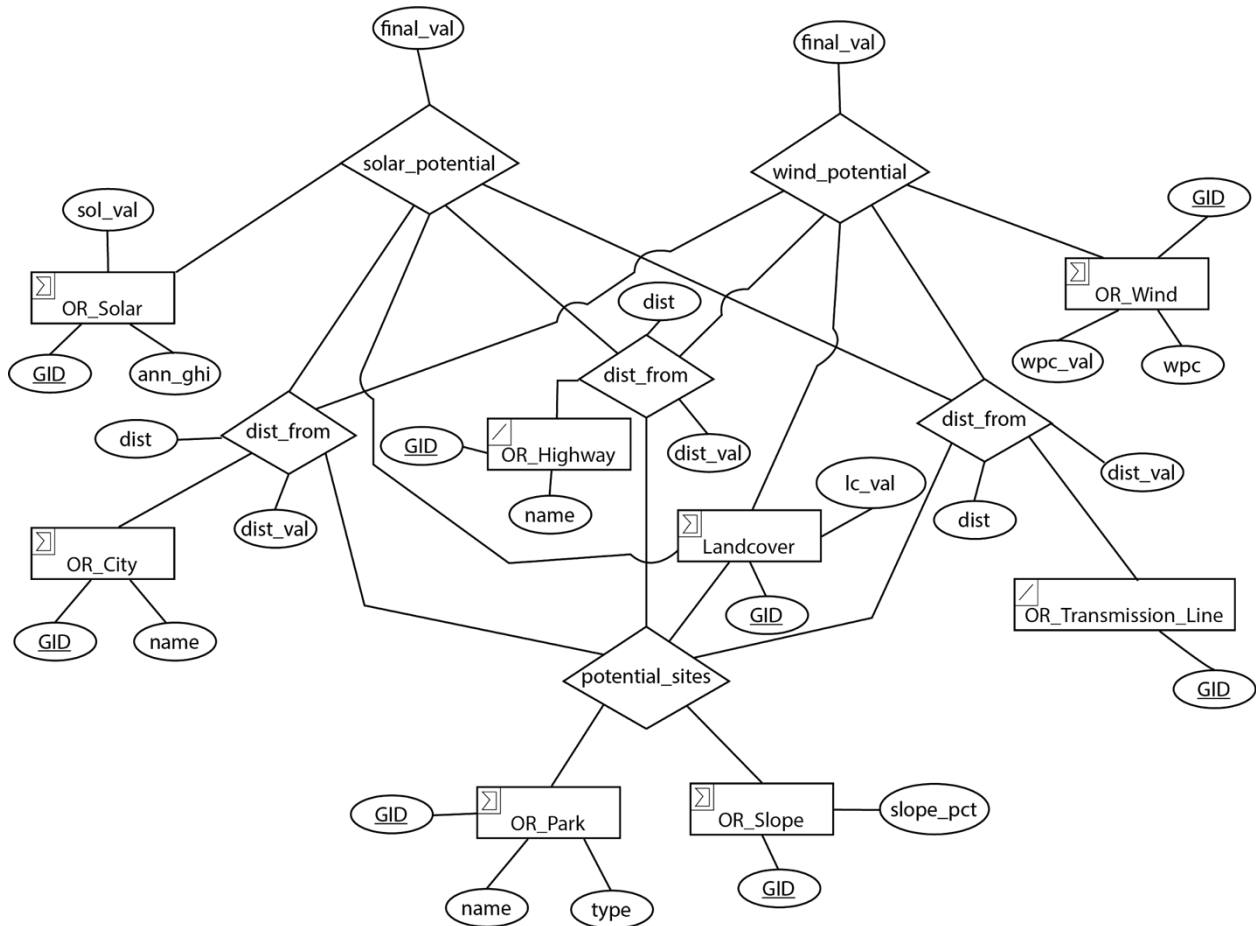 final_val
final_val
solar_potential
wind_potential
GID
sol_val
OR_Solar
OR_Wind
dist
GID
ann_ghi
wpc_val
wpc
dist_from
dist_from
dist_from
dist
GID
OR_Highway
dist_val
dist_val
lc_val
dist_val
name
dist
OR_City
Landcover
GID
name
GID
OR_Transmission_Line
potential_sites
GID
GID
OR_Park
OR_Slope
slope_pct
name
type
GID